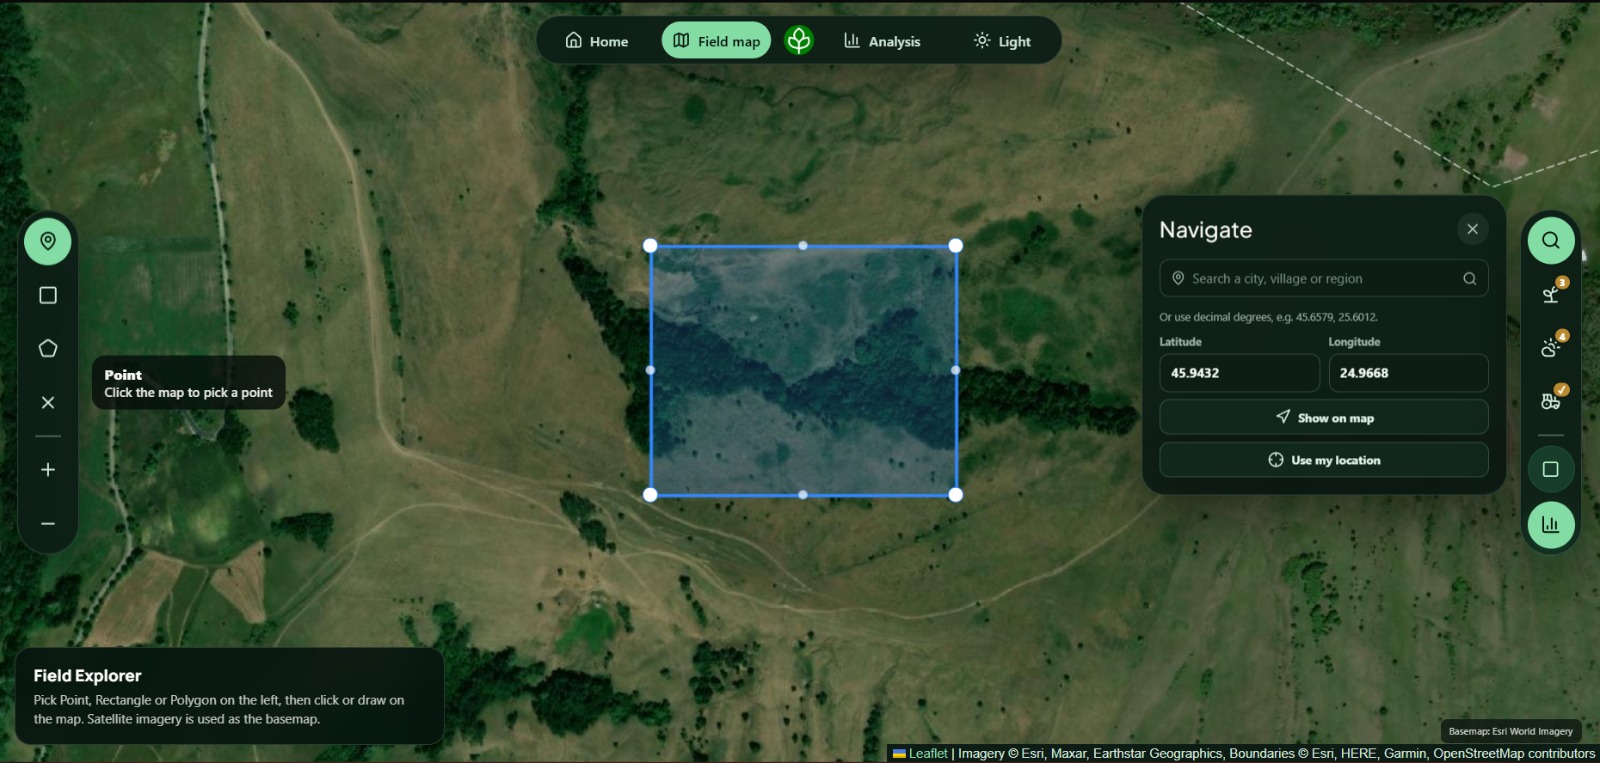 Home
Field map
Analysis
Light
Navigate
Search a city, village or region
Or use decimal degrees, e.g. 45.6579, 25.6012.
Latitude
Longitude
45.9432
24.9668
Show on map
Use my location
3
4
Point
Click the map to pick a point
Field Explorer
Pick Point, Rectangle or Polygon on the left, then click or draw on
the map. Satellite imagery is used as the basemap.
Basemap: Esri World Imagery
Leaflet | Imagery © Esri, Maxar, Earthstar Geographics, Boundaries © Esri, HERE, Garmin, OpenStreetMap contributors